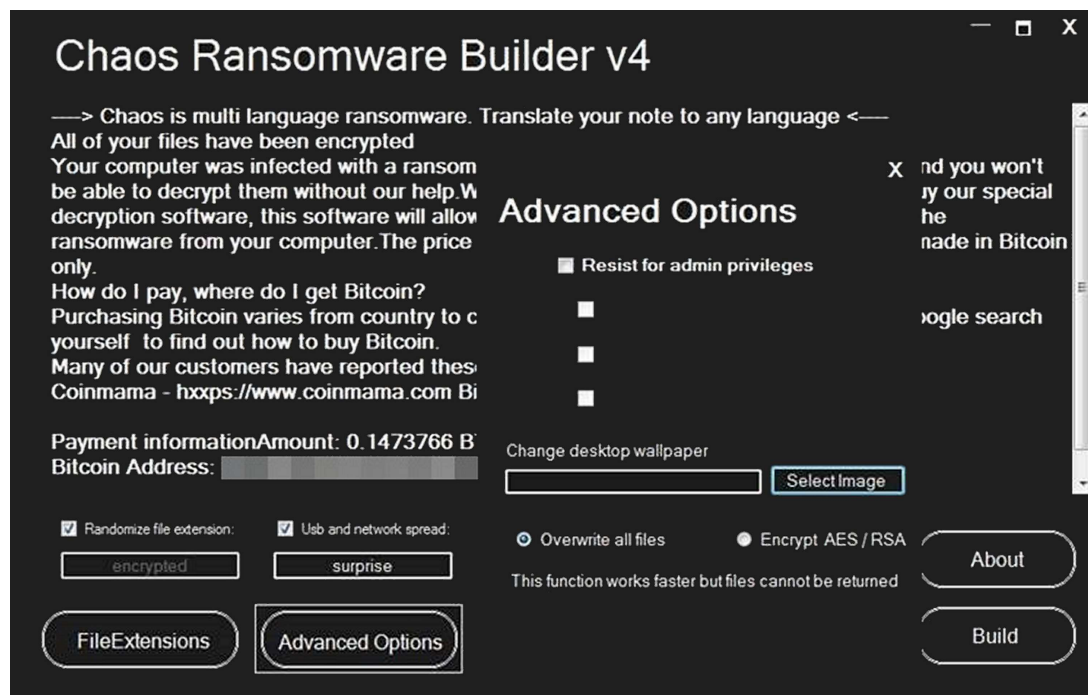 Chaos Ransomware Builder v4
----> Chaos is multi language ransomware. Translate your note to any language <----
All of your files have been encrypted
Your computer was infected with a ransom
nd you won't
be able to decrypt them without our help.W
uy our special
decryption software, this software will allow
he
ransomware from your computer.The price
made in Bitcoin
only.
How do I pay, where do I get Bitcoin?
Purchasing Bitcoin varies from country to c
oogle search
yourself to find out how to buy Bitcoin.
Many of our customers have reported these
Coinmama - hxxps://www.coinmama.com Bi
Payment informationAmount: 0.1473766 B
Bitcoin Address:
X
Advanced Options
Resist for admin privileges
Change desktop wallpaper
Select Image
Overwrite all files
Encrypt AES / RSA
This function works faster but files cannot be returned
Randomize file extension:
Usb and network spread:
encrypted
surprise
FileExtensions
Advanced Options
About
Build